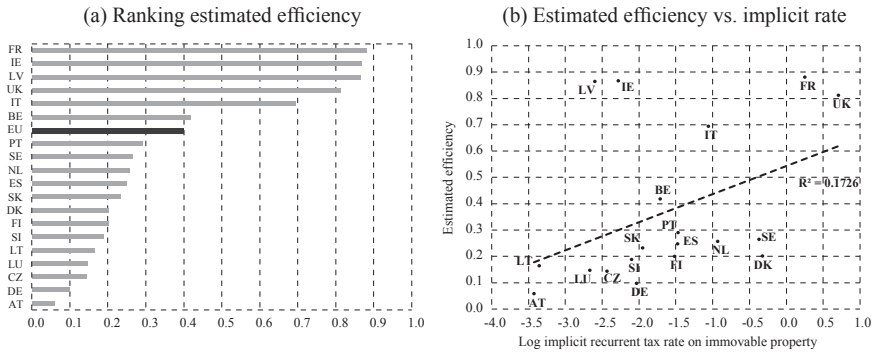 (a) Ranking estimated efficiency
FR
IE
LV
UK
IT
BE
EU
PT
SE
NL
ES
SK
DK
FI
SI
LT
LU
CZ
DE
AT
0.0 0.1 0.2 0.3 0.4 0.5 0.6 0.7 0.8 0.9 1.0
(b) Estimated efficiency vs. implicit rate
Estimated efficiency
1.0
0.9
0.8
0.7
0.6
0.5
0.4
0.3
0.2
0.1
0.0
LV
IE
FR
UK
IT
R² = 0.1726
BE
PT
SK
ES
NL
SE
LT
SI
FI
DK
LU
CZ
DE
AT
-4.0 -3.5 -3.0 -2.5 -2.0 -1.5 -1.0 -0.5 0.0 0.5 1.0
Log implicit recurrent tax rate on immovable property